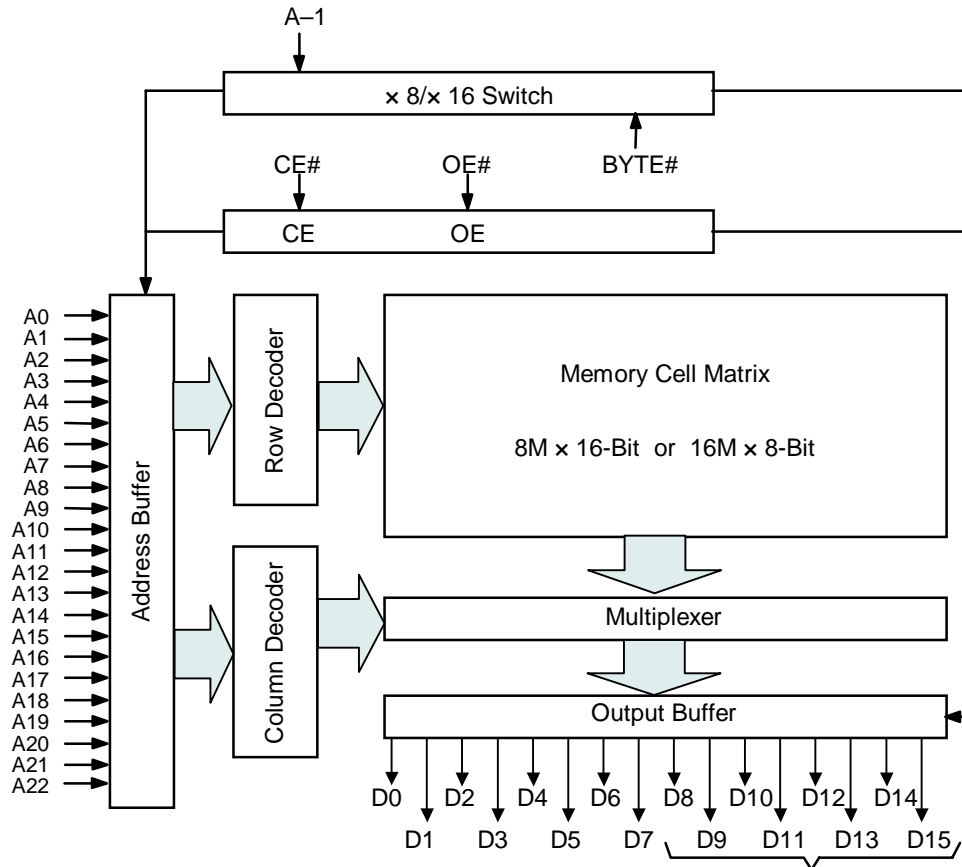 A–1
× 8/× 16 Switch
CE#
OE#
BYTE#
CE
OE
A0
A1
A2
A3
A4
A5
A6
A7
A8
A9
A10
A11
A12
A13
A14
A15
A16
A17
A18
A19
A20
A21
A22
Address Buffer
Row Decoder
Column Decoder
Memory Cell Matrix
8M × 16-Bit or 16M × 8-Bit
Multiplexer
Output Buffer
D0 D2 D4 D6 D8 D10 D12 D14
D1 D3 D5 D7 D9 D11 D13 D15